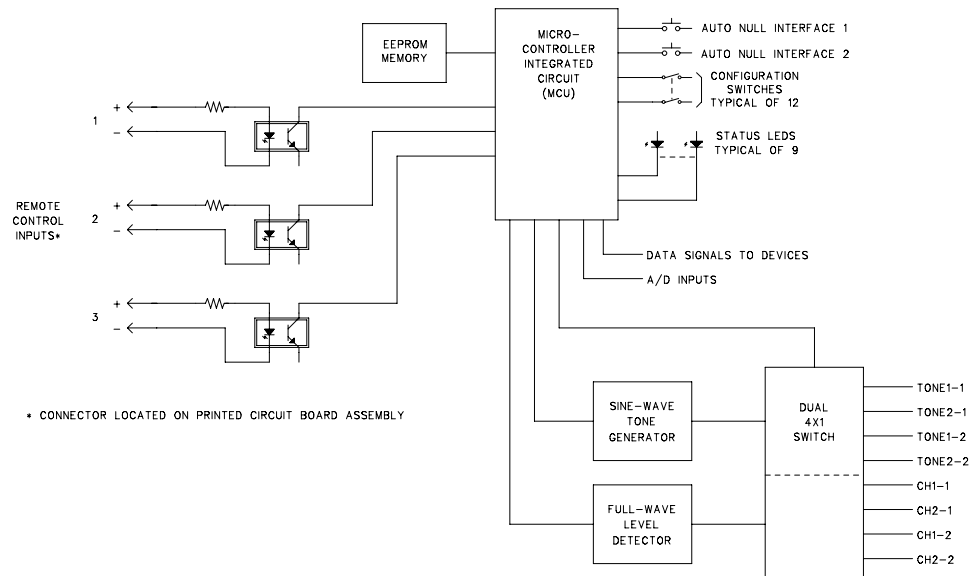 EEPROM
MEMORY
MICRO-
CONTROLLER
INTEGRATED
CIRCUIT
(MCU)
AUTO NULL INTERFACE 1
AUTO NULL INTERFACE 2
CONFIGURATION
SWITCHES
TYPICAL OF 12
STATUS LEDS
TYPICAL OF 9
REMOTE
CONTROL
INPUTS*
1
+
-
2
+
-
3
+
-
DATA SIGNALS TO DEVICES
A/D INPUTS
* CONNECTOR LOCATED ON PRINTED CIRCUIT BOARD ASSEMBLY
SINE-WAVE
TONE
GENERATOR
FULL-WAVE
LEVEL
DETECTOR
DUAL
4X1
SWITCH
TONE1-1
TONE2-1
TONE1-2
TONE2-2
CH1-1
CH2-1
CH1-2
CH2-2